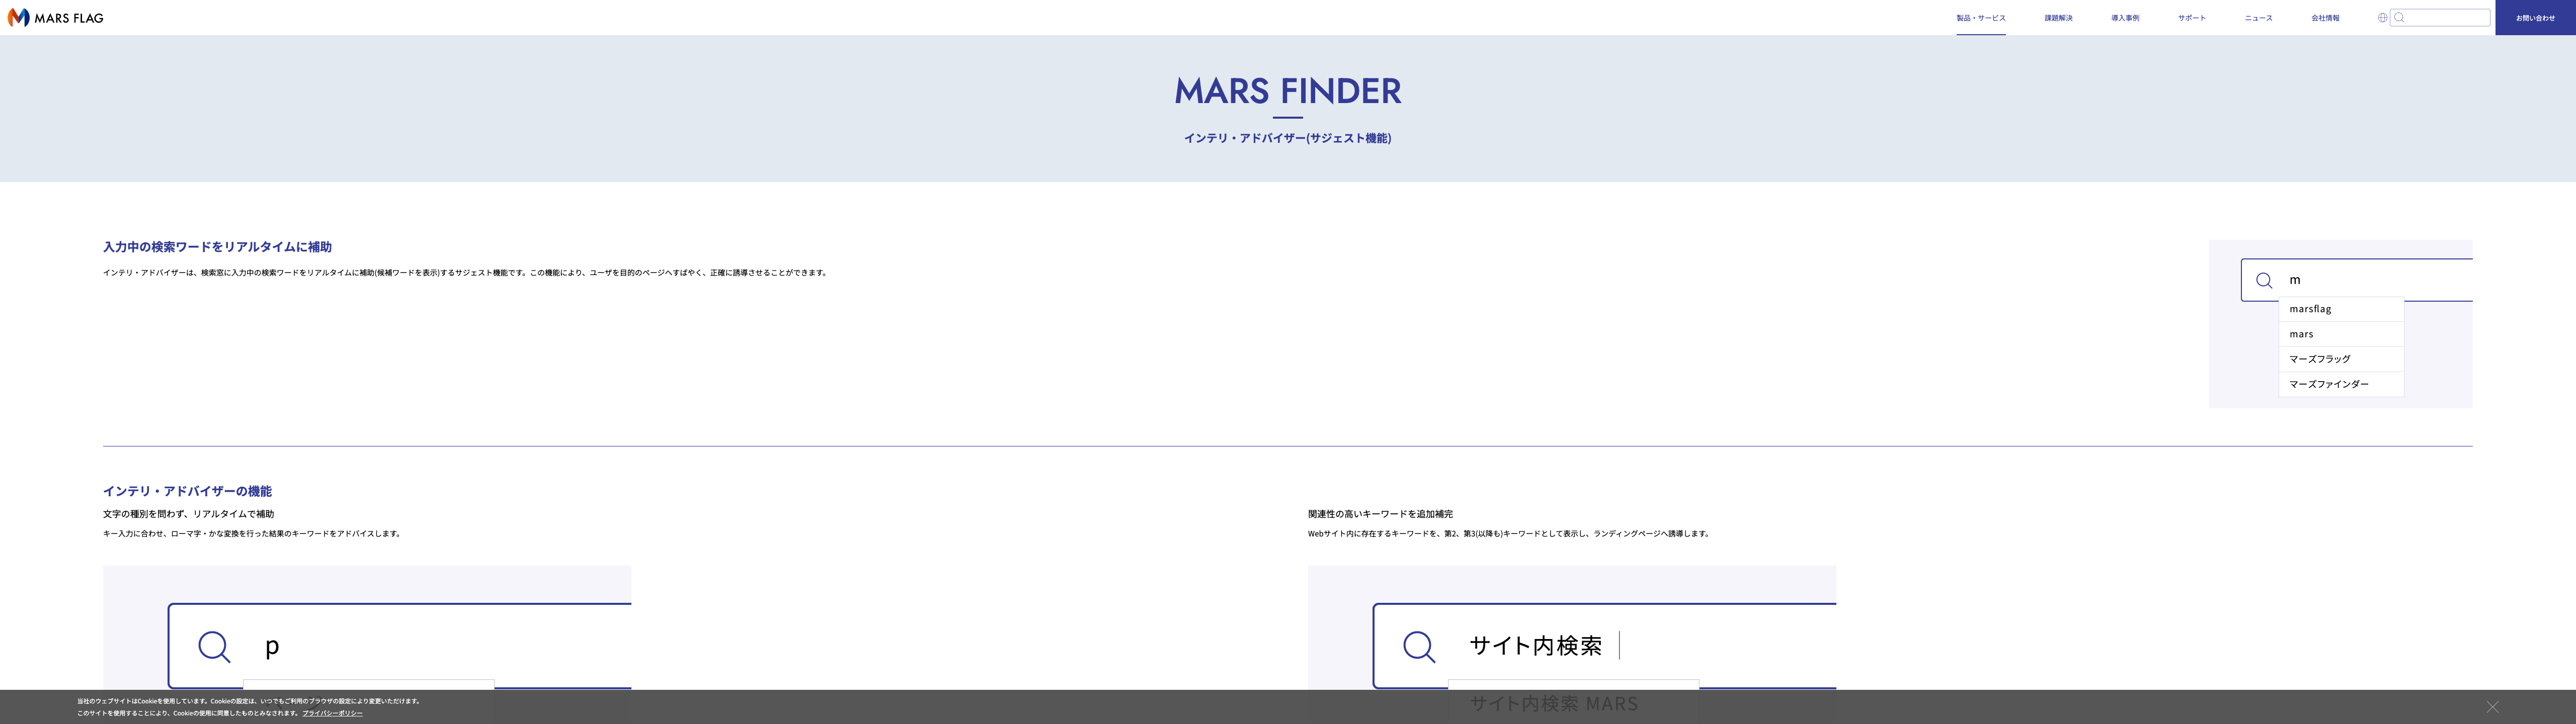 MARS FLAG
製品・サービス
課題解決
導入事例
サポート
ニュース
会社情報
お問い合わせ
MARS FINDER
インテリ・アドバイザー(サジェスト機能)
入力中の検索ワードをリアルタイムに補助
インテリ・アドバイザーは、検索窓に入力中の検索ワードをリアルタイムに補助(候補ワードを表示)するサジェスト機能です。この機能により、ユーザを目的のページへすばやく、正確に誘導させることができます。
m
marsflag
mars
マーズフラッグ
マーズファインダー
インテリ・アドバイザーの機能
文字の種別を問わず、リアルタイムで補助
キー入力に合わせ、ローマ字・かな変換を行った結果のキーワードをアドバイスします。
p
関連性の高いキーワードを追加補完
Webサイト内に存在するキーワードを、第2、第3(以降も)キーワードとして表示し、ランディングページへ誘導します。
サイト内検索
サイト内検索 MARS
当社のウェブサイトはCookieを使用しています。Cookieの設定は、いつでもご利用のブラウザの設定により変更いただけます。
このサイトを使用することにより、Cookieの使用に同意したものとみなされます。 プライバシーポリシー